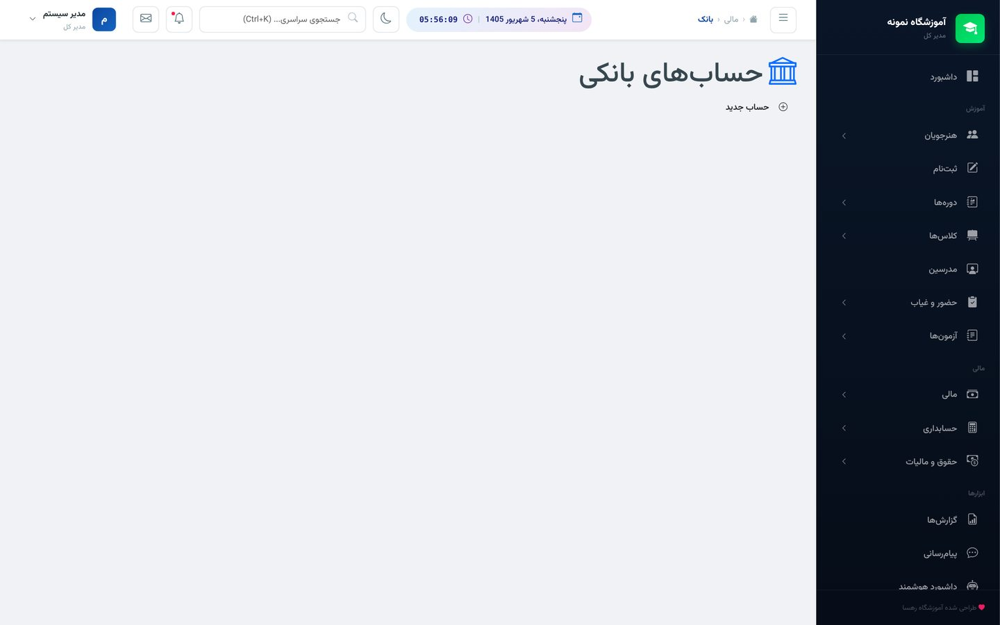 آموزشگاه نمونه
مدیر کل
داشبورد
آموزش
هنرجویان
ثبت‌نام
دوره‌ها
کلاس‌ها
مدرسین
حضور و غیاب
آزمون‌ها
مالی
مالی
حسابداری
حقوق و مالیات
ابزارها
گزارش‌ها
پیام‌رسانی
داشبورد هوشمند
طراحی شده آموزشگاه رهسا
مالی › بانک
پنجشنبه، 5 شهریور 1405 | 05:56:09
جستجوی سراسری... (Ctrl+K)
م
مدیر سیستم
مدیر کل
حساب‌های بانکی
حساب جدید